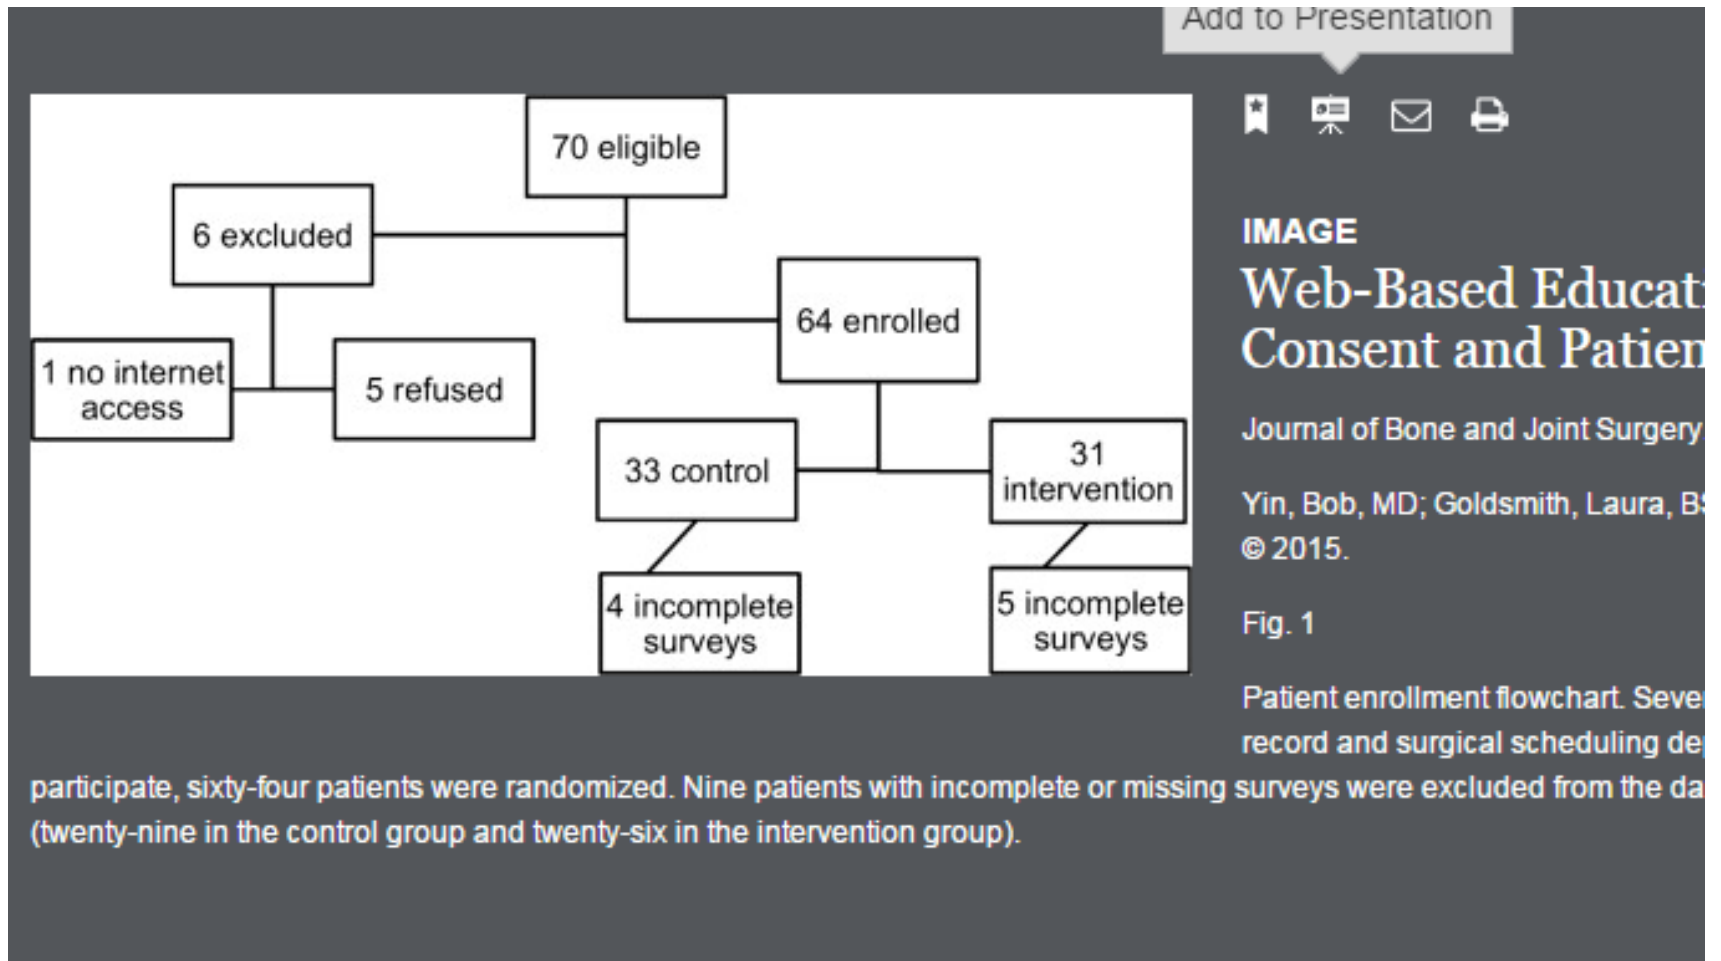 Add to Presentation
70 eligible
6 excluded
64 enrolled
1 no internet
access
5 refused
33 control
31
intervention
4 incomplete
surveys
5 incomplete
surveys
IMAGE
Web-Based Educat
Consent and Patien
Journal of Bone and Joint Surgery
Yin, Bob, MD; Goldsmith, Laura, BS
© 2015.
Fig. 1
Patient enrollment flowchart. Seve
record and surgical scheduling de
participate, sixty-four patients were randomized. Nine patients with incomplete or missing surveys were excluded from the da
(twenty-nine in the control group and twenty-six in the intervention group).